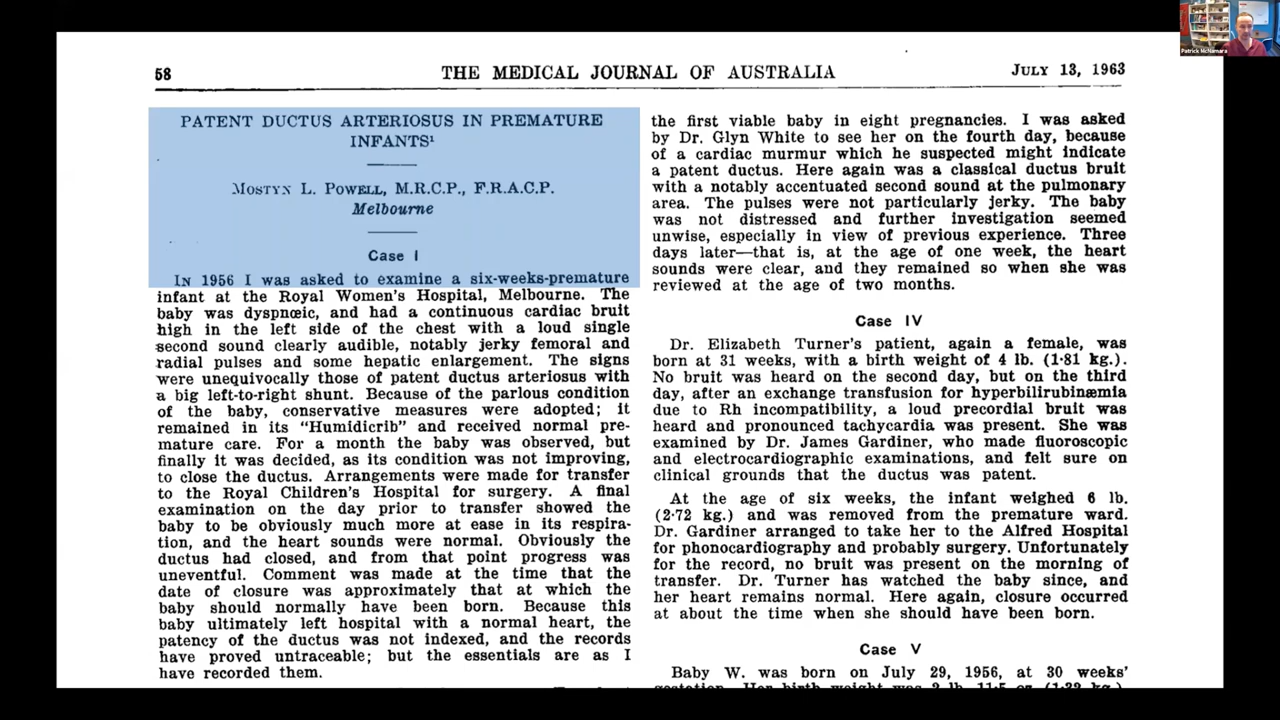 Patrick McNamara
58
THE MEDICAL JOURNAL OF AUSTRALIA
JULY 13, 1963
PATENT DUCTUS ARTERIOSUS IN PREMATURE
INFANTS¹
MOSTYN L. POWELL, M.R.C.P., F.R.A.C.P.
Melbourne
Case I
IN 1956 I was asked to examine a six-weeks-premature
infant at the Royal Women's Hospital, Melbourne. The
baby was dyspnœic, and had a continuous cardiac bruit
high in the left side of the chest with a loud single
second sound clearly audible, notably jerky femoral and
radial pulses and some hepatic enlargement. The signs
were unequivocally those of patent ductus arteriosus with
a big left-to-right shunt. Because of the parlous condition
of the baby, conservative measures were adopted; it
remained in its "Humidicrib" and received normal pre-
mature care. For a month the baby was observed, but
finally it was decided, as its condition was not improving,
to close the ductus. Arrangements were made for transfer
to the Royal Children's Hospital for surgery. A final
examination on the day prior to transfer showed the
baby to be obviously much more at ease in its respira-
tion, and the heart sounds were normal. Obviously the
ductus had closed, and from that point progress was
uneventful. Comment was made at the time that the
date of closure was approximately that at which the
baby should normally have been born. Because this
baby ultimately left hospital with a normal heart, the
patency of the ductus was not indexed, and the records
have proved untraceable; but the essentials are as I
have recorded them.
the first viable baby in eight pregnancies. I was asked
by Dr. Glyn White to see her on the fourth day, because
of a cardiac murmur which he suspected might indicate
a patent ductus. Here again was a classical ductus bruit
with a notably accentuated second sound at the pulmonary
area. The pulses were not particularly jerky. The baby
was not distressed and further investigation seemed
unwise, especially in view of previous experience. Three
days later—that is, at the age of one week, the heart
sounds were clear, and they remained so when she was
reviewed at the age of two months.
Case IV
Dr. Elizabeth Turner's patient, again a female, was
born at 31 weeks, with a birth weight of 4 lb. (1·81 kg.).
No bruit was heard on the second day, but on the third
day, after an exchange transfusion for hyperbilirubinæmia
due to Rh incompatibility, a loud precordial bruit was
heard and pronounced tachycardia was present. She was
examined by Dr. James Gardiner, who made fluoroscopic
and electrocardiographic examinations, and felt sure on
clinical grounds that the ductus was patent.
At the age of six weeks, the infant weighed 6 lb.
(2·72 kg.) and was removed from the premature ward.
Dr. Gardiner arranged to take her to the Alfred Hospital
for phonocardiography and probably surgery. Unfortunately
for the record, no bruit was present on the morning of
transfer. Dr. Turner has watched the baby since, and
her heart remains normal. Here again, closure occurred
at about the time when she should have been born.
Case V
Baby W. was born on July 29, 1956, at 30 weeks'